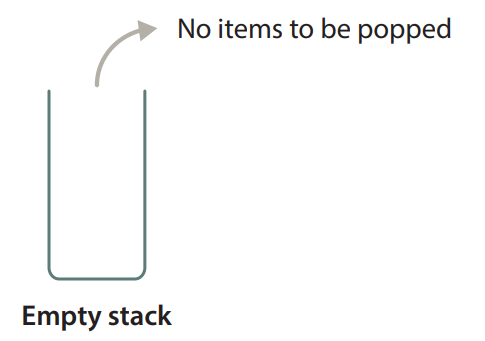 No items to be popped
Empty stack